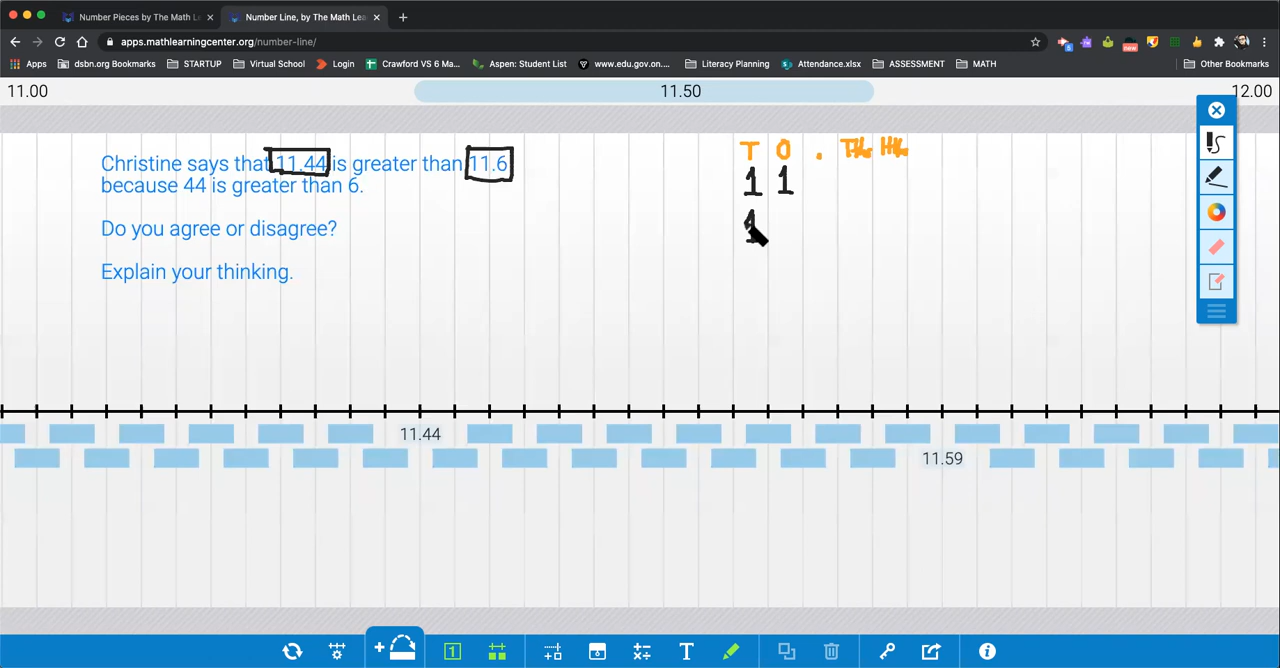 Number Pieces by The Math Le
Number Line, by The Math Lea
apps.mathlearningcenter.org/number-line/
Apps dsbn.org Bookmarks STARTUP Virtual School Login Crawford VS 6 Ma... Aspen: Student List www.edu.gov.on.... Literacy Planning Attendance.xlsx ASSESSMENT MATH Other Bookmarks
11.00 11.50 12.00
Christine says that 11.44 is greater than 11.6
because 44 is greater than 6.
Do you agree or disagree?
Explain your thinking.
T O . Th Hh
1 1
1
11.44
11.59